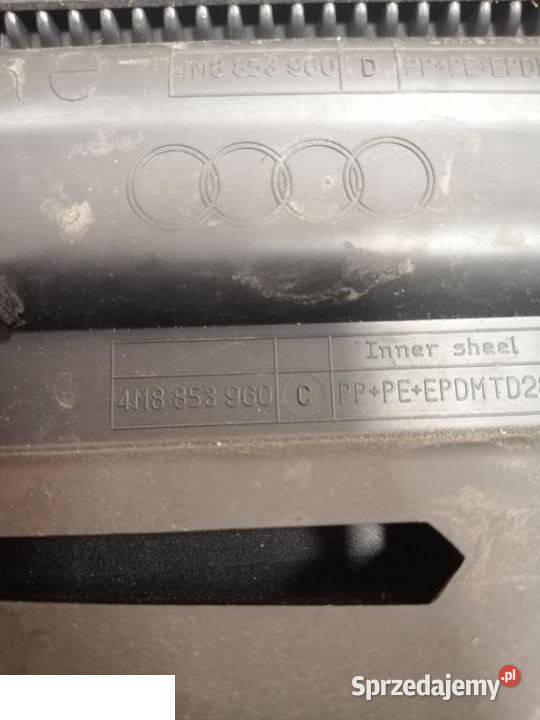 4M8 853 960 D PP+PE+EPDM
Inner sheel
4M8 853 960 C PP+PE+EPDMTD2
Sprzedajemy.pl